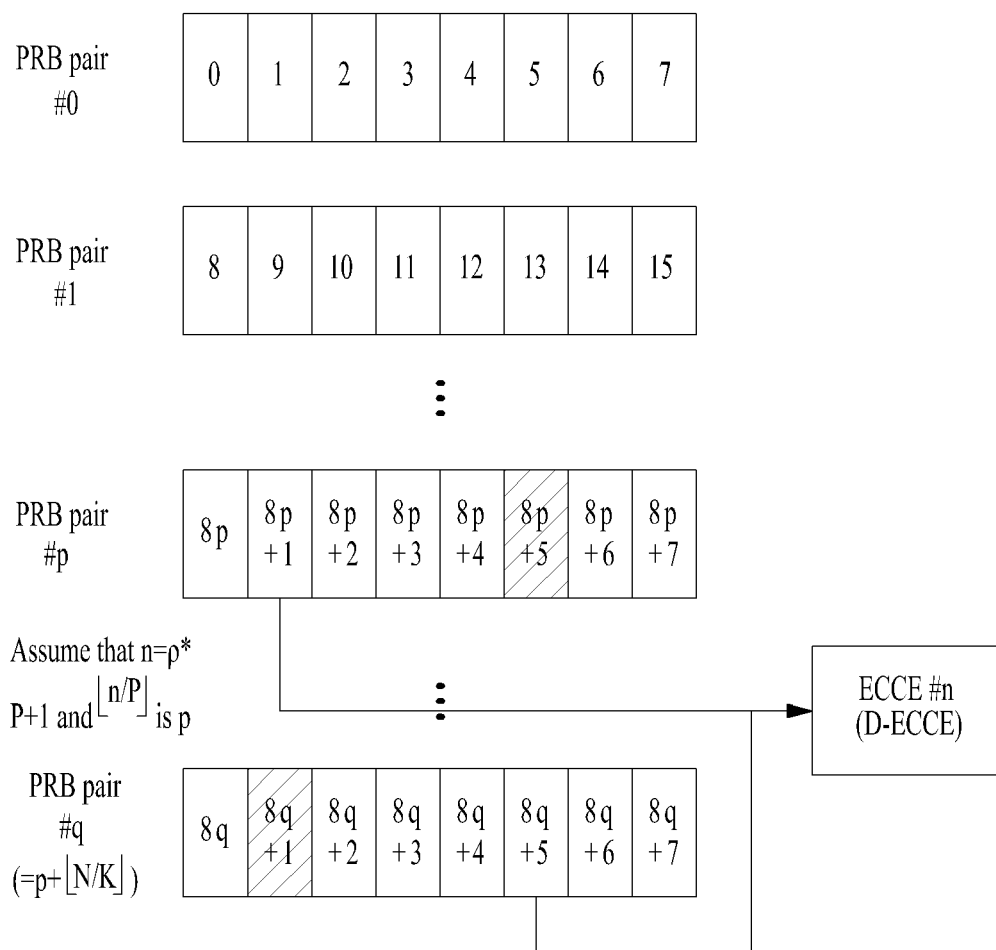 PRB pair
#0
0 1 2 3 4 5 6 7
PRB pair
#1
8 9 10 11 12 13 14 15
PRB pair
#p
8p 8p+1 8p+2 8p+3 8p+4 8p+5 8p+6 8p+7
Assume that n=ρ*
P+1 and ⌊n/P⌋ is p
ECCE #n
(D-ECCE)
PRB pair
#q
(=p+⌊N/K⌋)
8q 8q+1 8q+2 8q+3 8q+4 8q+5 8q+6 8q+7